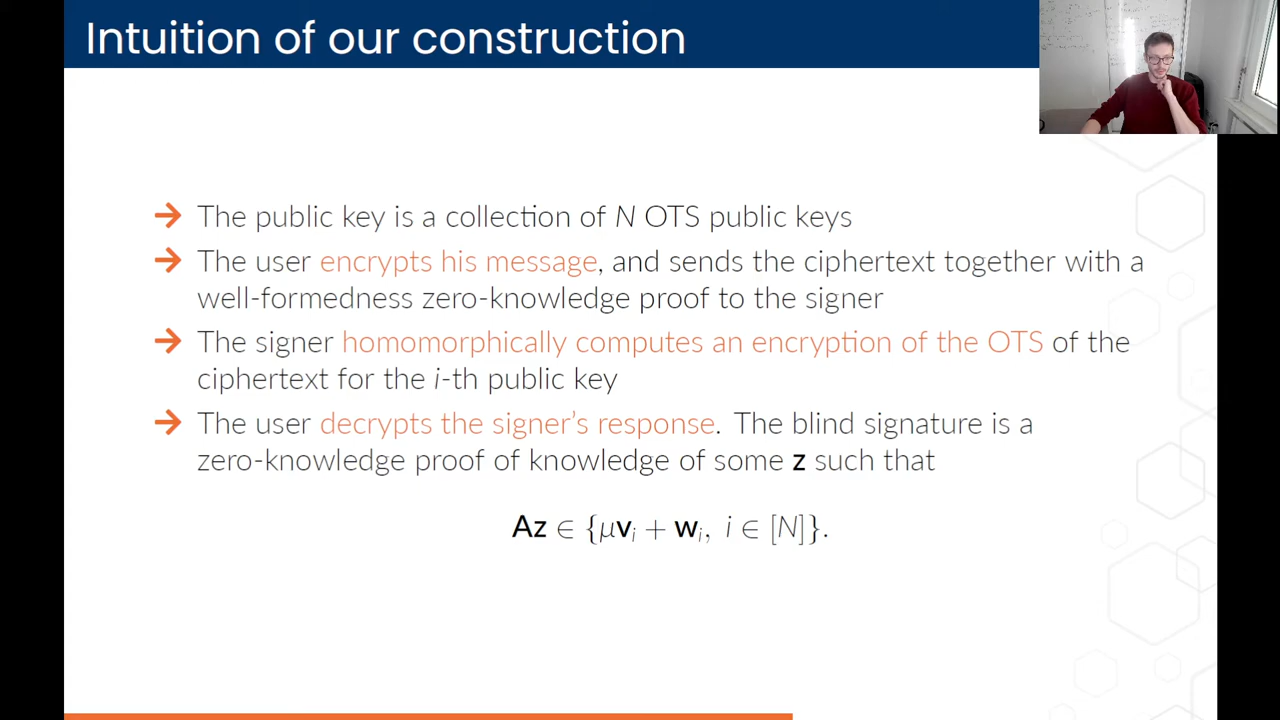 Intuition of our construction
→ The public key is a collection of N OTS public keys
→ The user encrypts his message, and sends the ciphertext together with a
well-formedness zero-knowledge proof to the signer
→ The signer homomorphically computes an encryption of the OTS of the
ciphertext for the i-th public key
→ The user decrypts the signer's response. The blind signature is a
zero-knowledge proof of knowledge of some z such that
Az ∈ {μvᵢ + wᵢ, i ∈ [N]}.